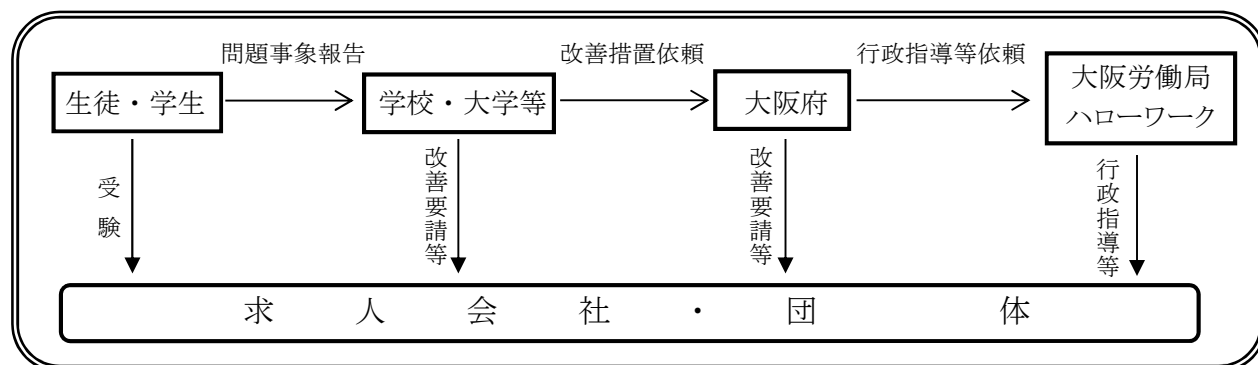 問題事象報告
改善措置依頼
行政指導等依頼
生徒・学生
学校・大学等
大阪府
大阪労働局
ハローワーク
受験
改善要請等
改善要請等
行政指導等
求人会社・団体